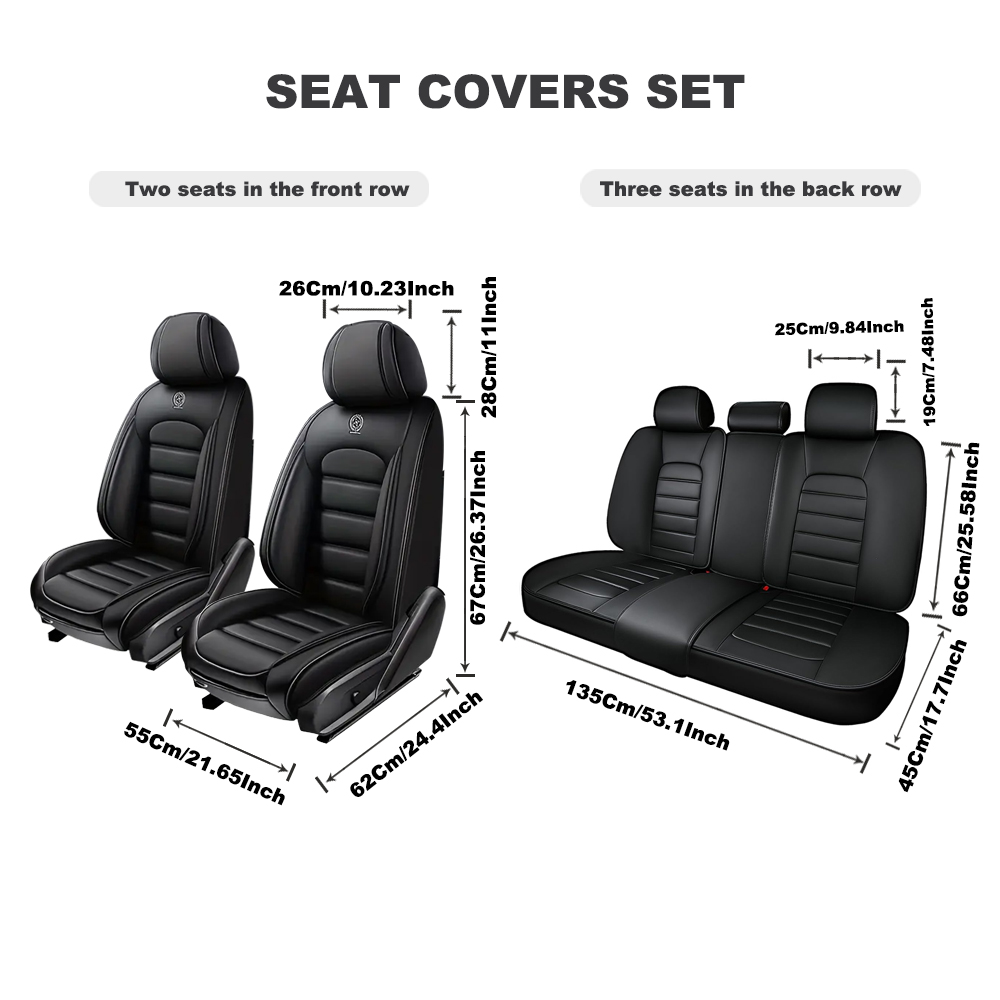 SEAT COVERS SET
Two seats in the front row
Three seats in the back row
26Cm/10.23Inch
28Cm/11Inch
67Cm/26.37Inch
55Cm/21.65Inch
62Cm/24.4Inch
25Cm/9.84Inch
19Cm/7.48Inch
66Cm/25.58Inch
135Cm/53.1Inch
45Cm/17.7Inch